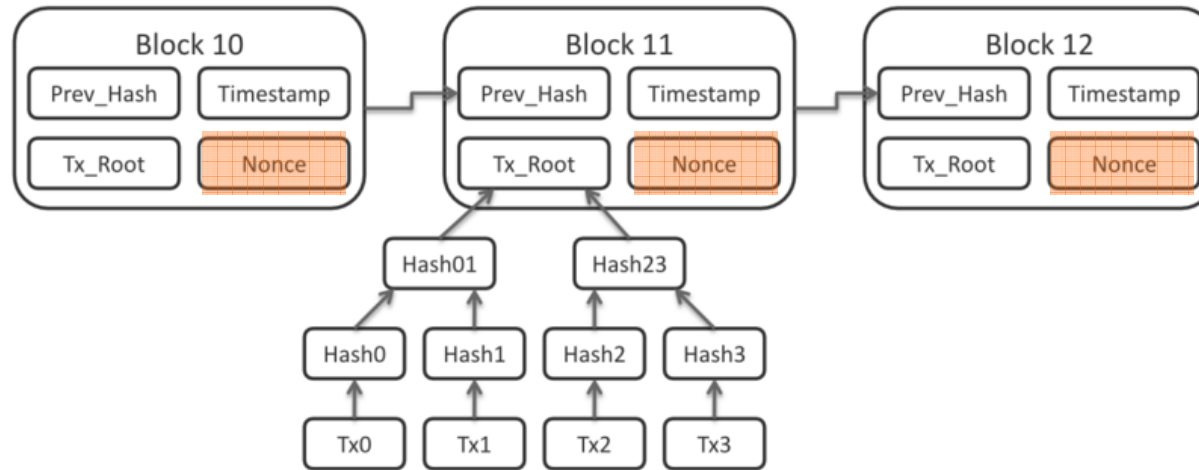 Block 10 Block 11 Block 12
Prev_Hash Timestamp Prev_Hash Timestamp Prev_Hash Timestamp
Tx_Root Nonce Tx_Root Nonce Tx_Root Nonce
Hash01 Hash23
Hash0 Hash1 Hash2 Hash3
Tx0 Tx1 Tx2 Tx3